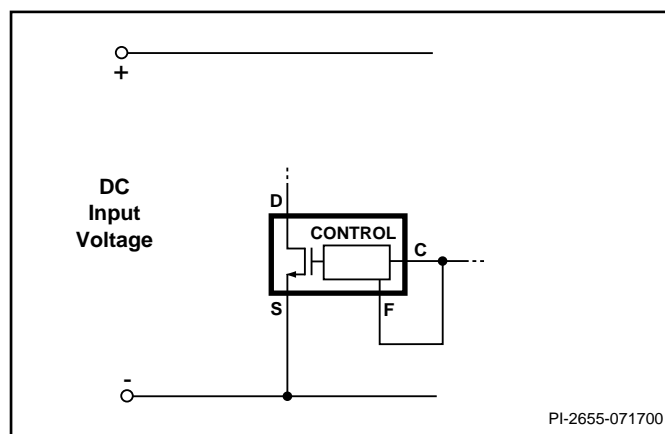 +
DC
Input
Voltage
D
CONTROL
C
S
F
-
PI-2655-071700